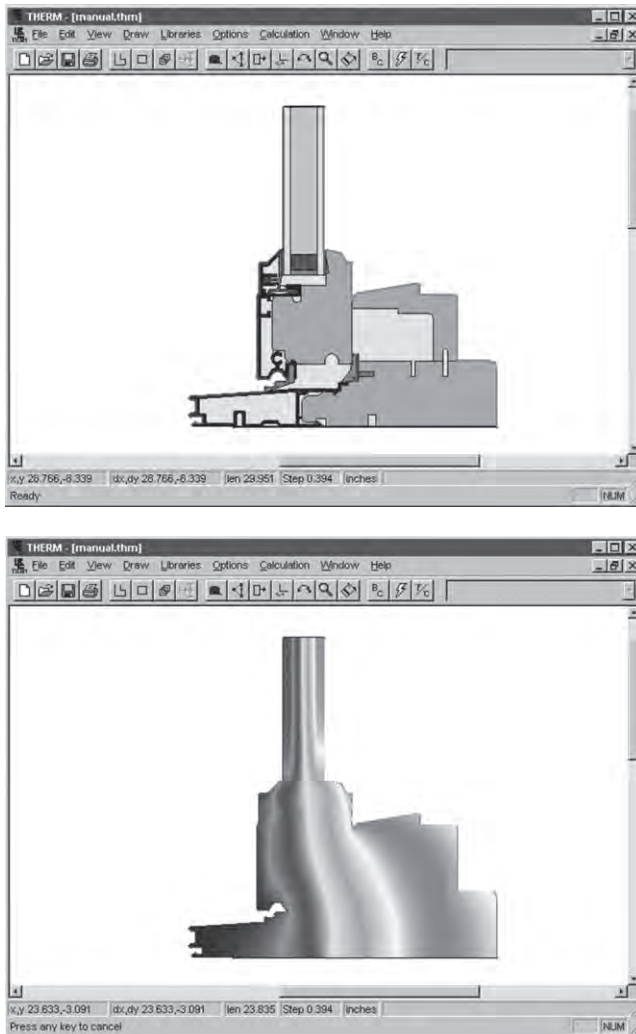 THERM - [manual.thm]
File Edit View Draw Libraries Options Calculation Window Help
B C T/C
x,y 26.766,-6.339 dx,dy 26.766,-6.339 len 29.951 Step 0.394 inches
Ready NUM
THERM - [manual.thm]
File Edit View Draw Libraries Options Calculation Window Help
B C T/C
x,y 23.633,-3.091 dx,dy 23.633,-3.091 len 23.835 Step 0.394 inches
Press any key to cancel NUM